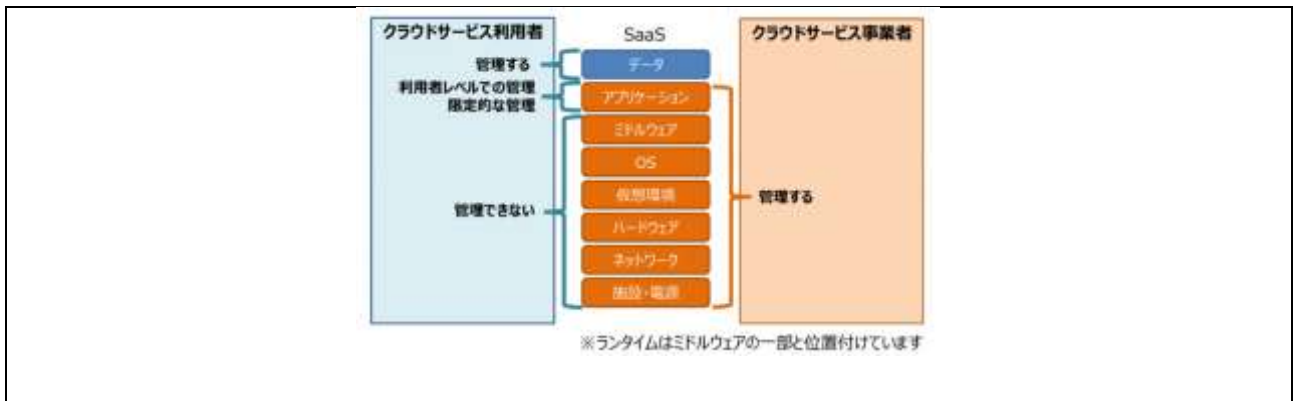 クラウドサービス利用者
SaaS
クラウドサービス事業者
管理する
データ
利用者レベルでの管理
限定的な管理
アプリケーション
ミドルウェア
OS
仮想環境
管理する
管理できない
ハードウェア
ネットワーク
施設・電源
※ランタイムはミドルウェアの一部と位置付けています